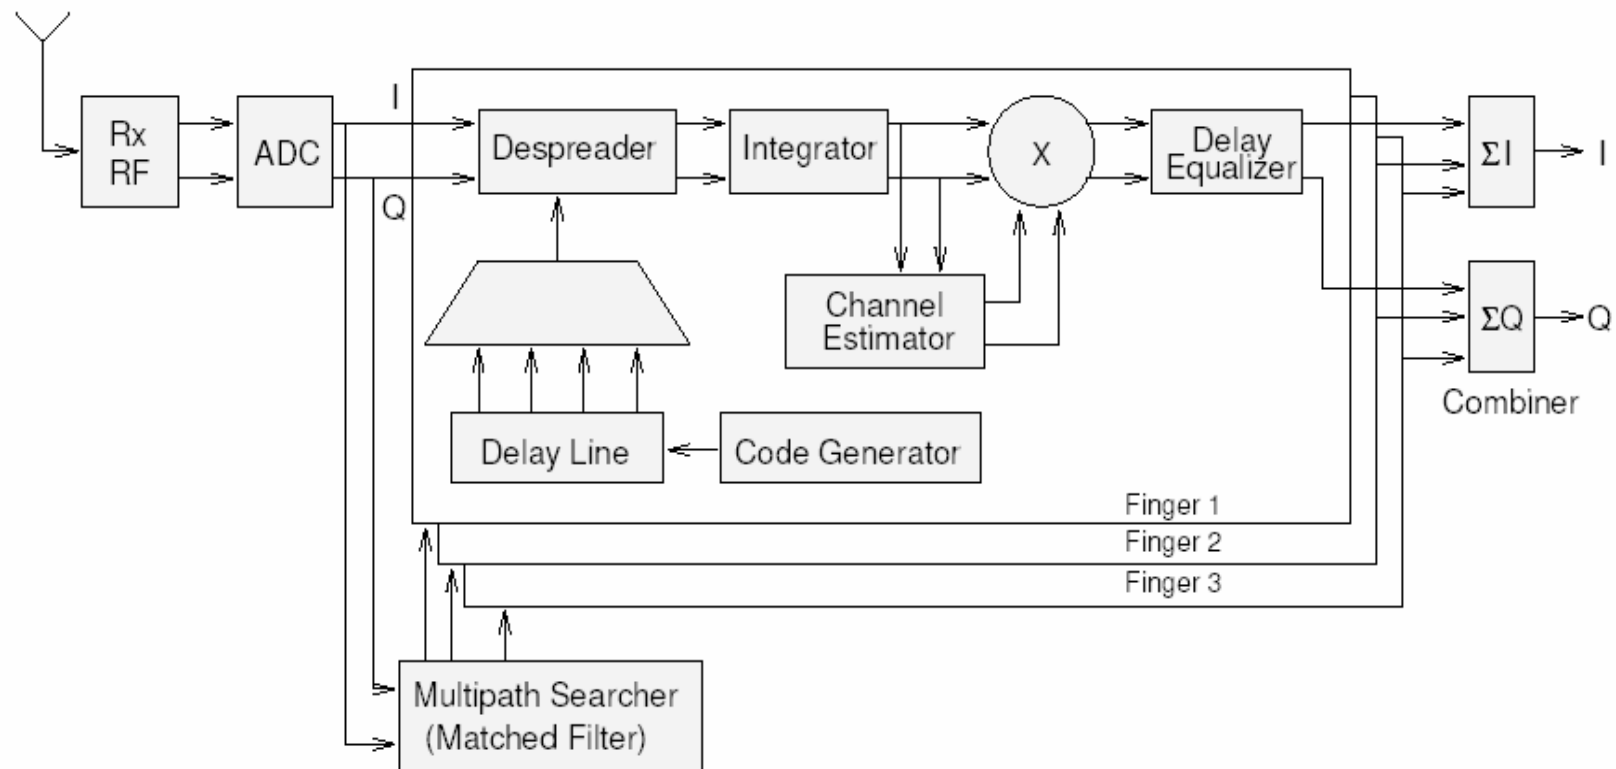 Rx
RF
ADC
I
Q
Despreader
Integrator
X
Delay
Equalizer
ΣI
I
Channel
Estimator
ΣQ
Q
Combiner
Delay Line
Code Generator
Finger 1
Finger 2
Finger 3
Multipath Searcher
(Matched Filter)